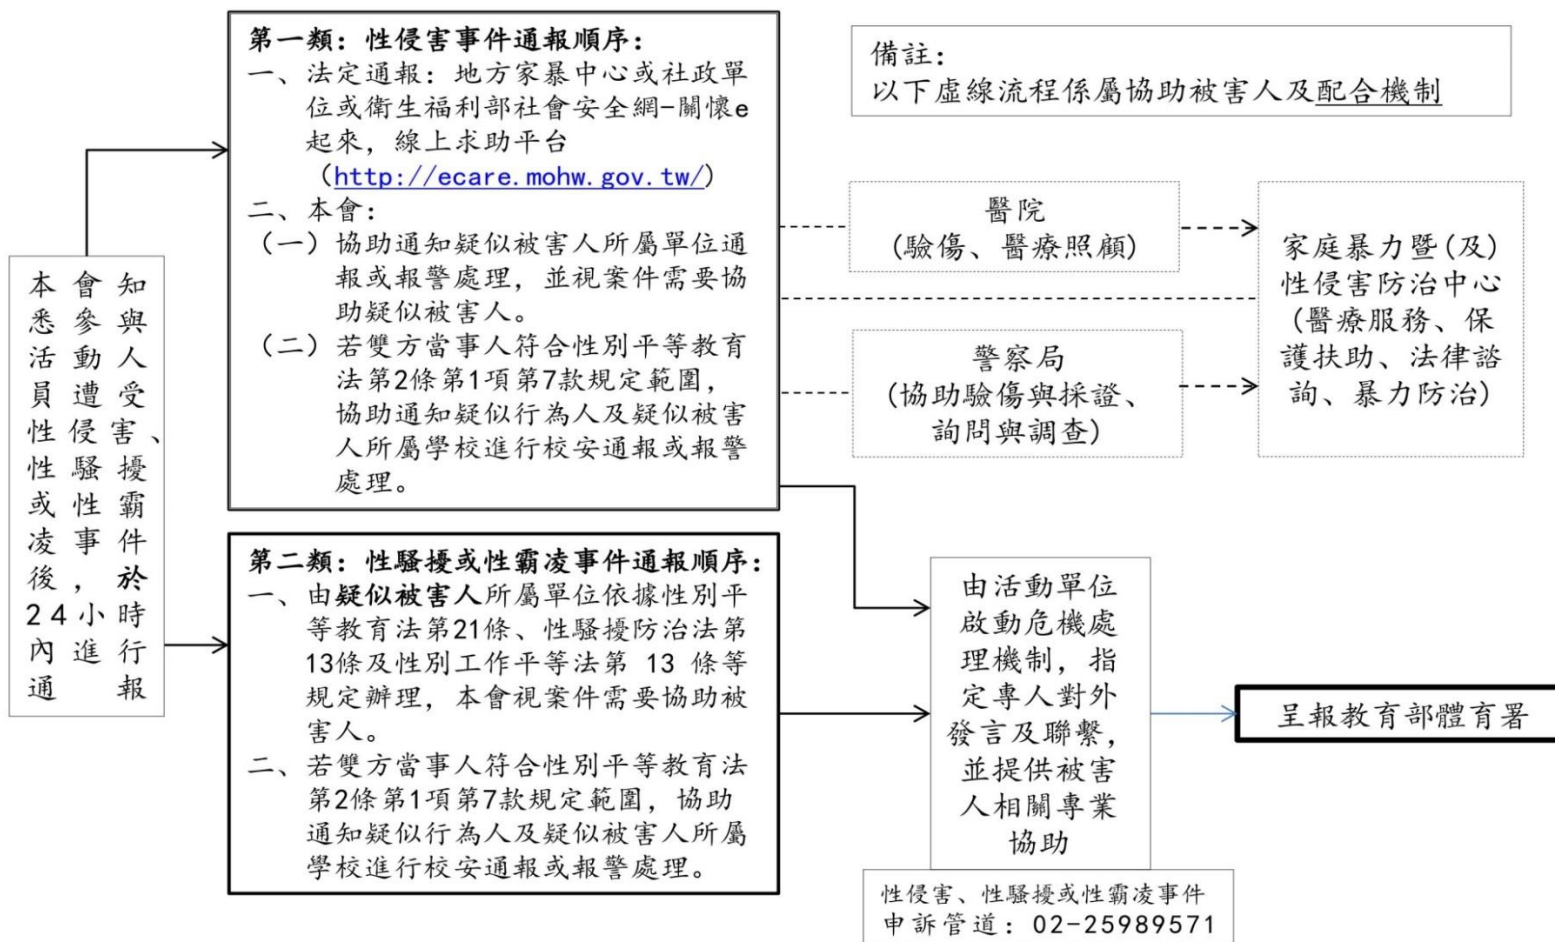 本會知
悉參與
活動人
員遭受
性侵害、
性騷擾
或性霸
凌事件
後，於
24小時
內進行
通報
第一類：性侵害事件通報順序：
一、法定通報：地方家暴中心或社政單
位或衛生福利部社會安全網-關懷e
起來，線上求助平台
（http://ecare.mohw.gov.tw/）
二、本會：
（一）協助通知疑似被害人所屬單位通
報或報警處理，並視案件需要協
助疑似被害人。
（二）若雙方當事人符合性別平等教育
法第2條第1項第7款規定範圍，
協助通知疑似行為人及疑似被害
人所屬學校進行校安通報或報警
處理。
第二類：性騷擾或性霸凌事件通報順序：
一、由疑似被害人所屬單位依據性別平
等教育法第21條、性騷擾防治法第
13條及性別工作平等法第 13 條等
規定辦理，本會視案件需要協助被
害人。
二、若雙方當事人符合性別平等教育法
第2條第1項第7款規定範圍，協助
通知疑似行為人及疑似被害人所屬
學校進行校安通報或報警處理。
備註：
以下虛線流程係屬協助被害人及配合機制
醫院
(驗傷、醫療照顧)
警察局
(協助驗傷與採證、
詢問與調查)
家庭暴力暨(及)
性侵害防治中心
(醫療服務、保
護扶助、法律諮
詢、暴力防治)
由活動單位
啟動危機處
理機制，指
定專人對外
發言及聯繫，
並提供被害
人相關專業
協助
呈報教育部體育署
性侵害、性騷擾或性霸凌事件
申訴管道：02-25989571